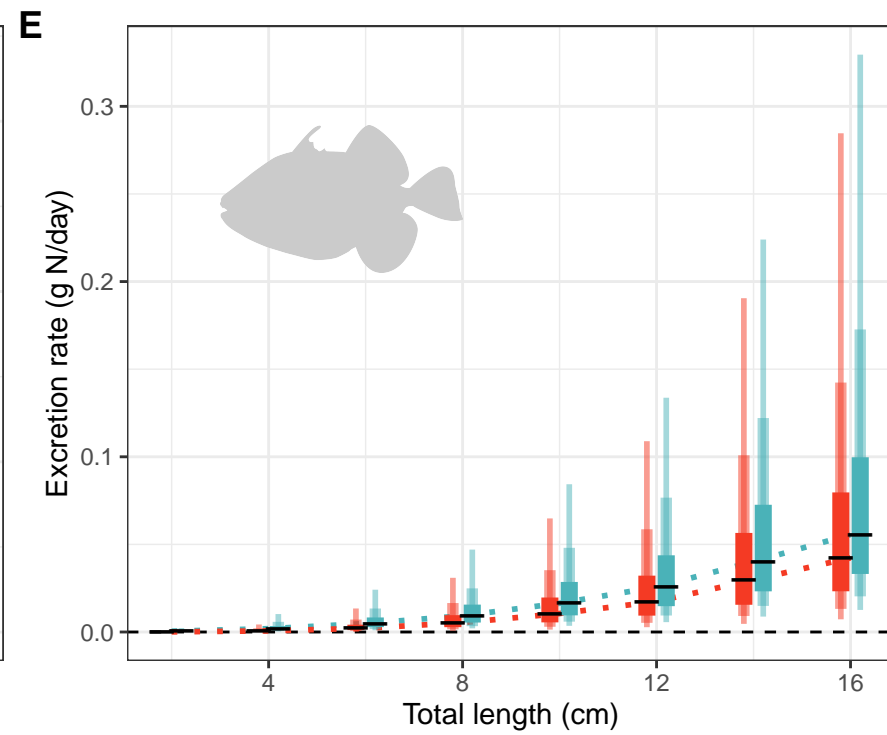 E
Excretion rate (g N/day)
0.3
0.2
0.1
0.0
4 8 12 16
Total length (cm)